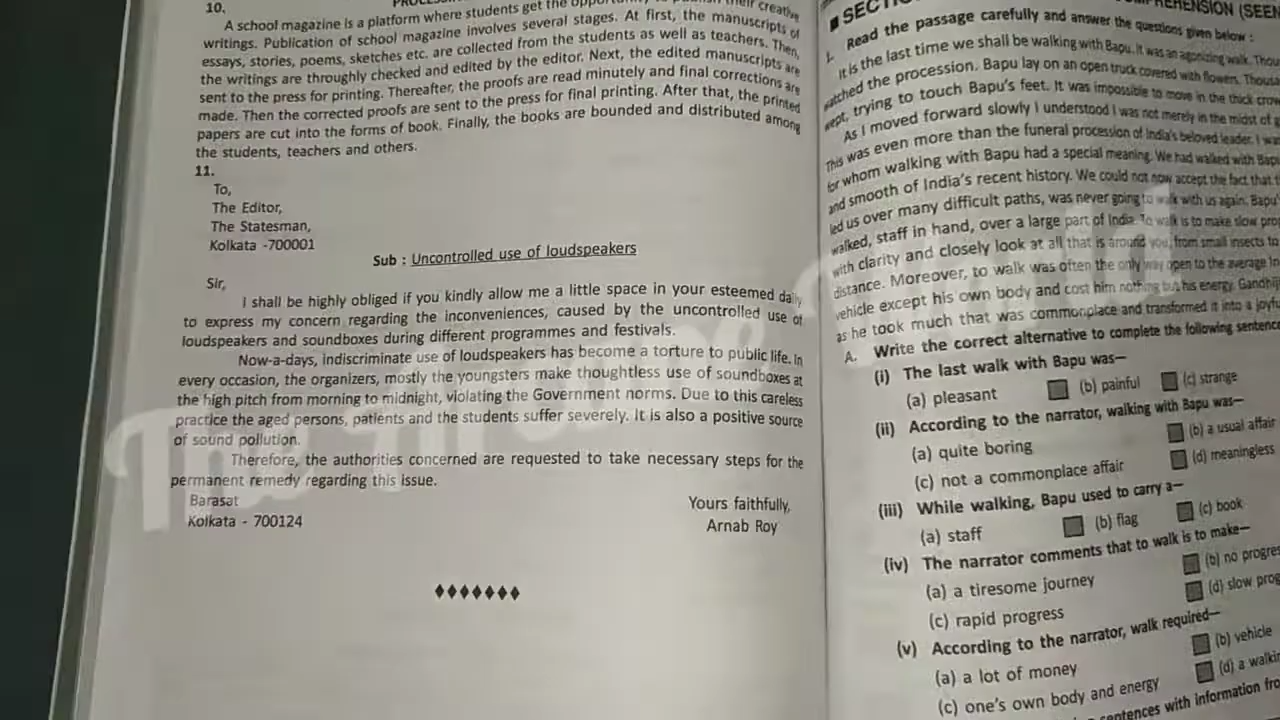 10.
A school magazine is a platform where students get the their creative
writings. Publication of school magazine involves several stages. At first, the manuscripts of
essays, stories, poems, sketches etc. are collected from the students as well as teachers. Then,
the writings are throughly checked and edited by the editor. Next, the edited manuscripts are
sent to the press for printing. Thereafter, the proofs are read minutely and final corrections are
made. Then the corrected proofs are sent to the press for final printing. After that, the printed
papers are cut into the forms of book. Finally, the books are bounded and distributed among
the students, teachers and others.
11.
To,
The Editor,
The Statesman,
Kolkata -700001
Sub : Uncontrolled use of loudspeakers
Sir,
I shall be highly obliged if you kindly allow me a little space in your esteemed daily
to express my concern regarding the inconveniences, caused by the uncontrolled use of
loudspeakers and soundboxes during different programmes and festivals.
Now-a-days, indiscriminate use of loudspeakers has become a torture to public life. In
every occasion, the organizers, mostly the youngsters make thoughtless use of soundboxes at
the high pitch from morning to midnight, violating the Government norms. Due to this careless
practice the aged persons, patients and the students suffer severely. It is also a positive source
of sound pollution.
Therefore, the authorities concerned are requested to take necessary steps for the
permanent remedy regarding this issue.
Barasat
Kolkata - 700124
Yours faithfully,
Arnab Roy
(SEEN
1. Read the passage carefully and answer the questions given below :
It is the last time we shall be walking with Bapu. It was an agonizing walk.
watched the procession. Bapu lay on an open truck covered with flowers.
wept, trying to touch Bapu's feet. It was impossible to move in the thick
As I moved forward slowly I understood I was not merely in the midst of
This was even more than the funeral procession of India's beloved leader. I
for whom walking with Bapu had a special meaning. We had walked with
and smooth of India's recent history. We could not now accept the fact that
led us over many difficult paths, was never going to walk with us again.
walked, staff in hand, over a large part of India. To walk is to make slow
with clarity and closely look at all that is around you, from small insects to
distance. Moreover, to walk was often the only way open to the average
vehicle except his own body and cost him nothing but his energy.
as he took much that was commonplace and transformed it into a
A. Write the correct alternative to complete the following
(i) The last walk with Bapu was—
(a) pleasant (b) painful (c) strange
(ii) According to the narrator, walking with Bapu was—
(a) quite boring (b) a usual affair
(c) not a commonplace affair (d) meaningless
(iii) While walking, Bapu used to carry a—
(a) staff (b) flag (c) book
(iv) The narrator comments that to walk is to make—
(a) a tiresome journey (b) no
(c) rapid progress (d) slow
(v) According to the narrator, walk required—
(a) a lot of money (b) vehicle
(c) one's own body and energy (d) a
sentences with information